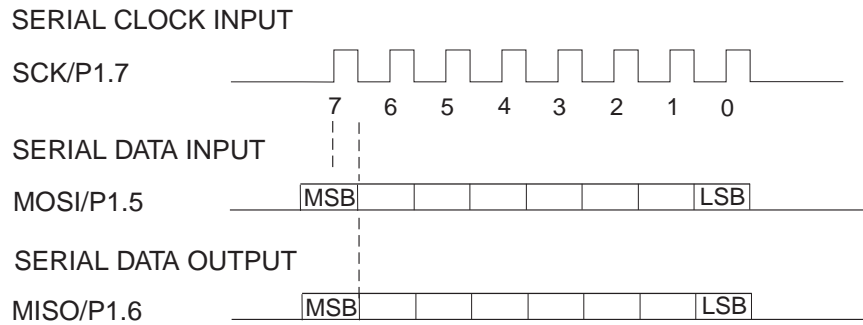 SERIAL CLOCK INPUT
SCK/P1.7
7 6 5 4 3 2 1 0
SERIAL DATA INPUT
MOSI/P1.5 MSB LSB
SERIAL DATA OUTPUT
MISO/P1.6 MSB LSB